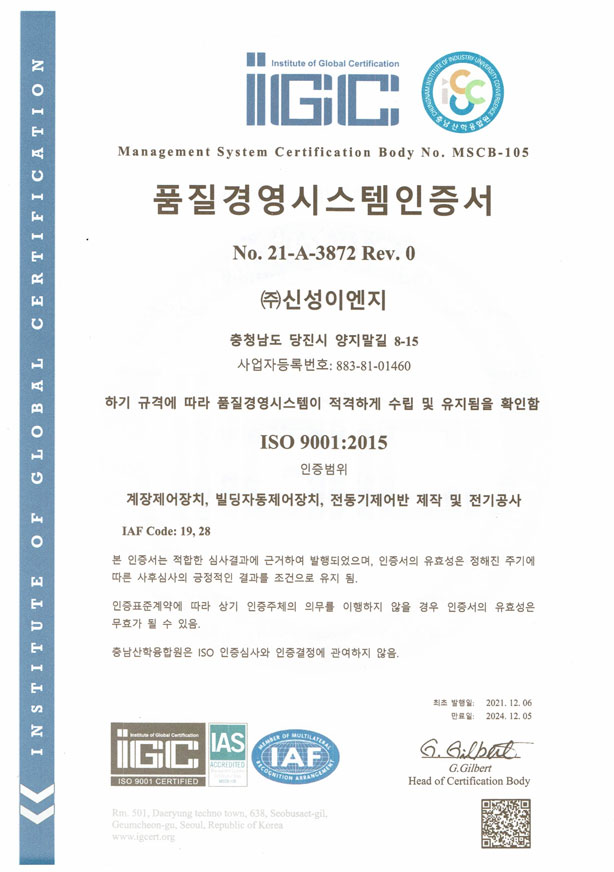 INSTITUTE OF GLOBAL CERTIFICATION
Institute of Global Certification
iGC
CHUNGNAM INSTITUTE OF INDUSTRY-UNIVERSITY CONVERGENCE
충남산학융합원
Management System Certification Body No. MSCB-105
품질경영시스템인증서
No. 21-A-3872 Rev. 0
㈜신성이엔지
충청남도 당진시 양지말길 8-15
사업자등록번호: 883-81-01460
하기 규격에 따라 품질경영시스템이 적격하게 수립 및 유지됨을 확인함
ISO 9001:2015
인증범위
계장제어장치, 빌딩자동제어장치, 전동기제어반 제작 및 전기공사
IAF Code: 19, 28
본 인증서는 적합한 심사결과에 근거하여 발행되었으며, 인증서의 유효성은 정해진 주기에
따른 사후심사의 긍정적인 결과를 조건으로 유지 됨.
인증표준계약에 따라 상기 인증주체의 의무를 이행하지 않을 경우 인증서의 유효성은
무효가 될 수 있음.
충남산학융합원은 ISO 인증심사와 인증결정에 관여하지 않음.
최초 발행일: 2021. 12. 06
만료일: 2024. 12. 05
Institute of Global Certification
iGC
ISO 9001 CERTIFIED
IAS
ACCREDITED
MEMBER OF MULTILATERAL
IAF
RECOGNITION ARRANGEMENT
G. Gilbert
G.Gilbert
Head of Certification Body
Rm. 501, Daeryung techno town, 638, Seobusaet-gil,
Geumcheon-gu, Seoul, Republic of Korea
www.igcert.org